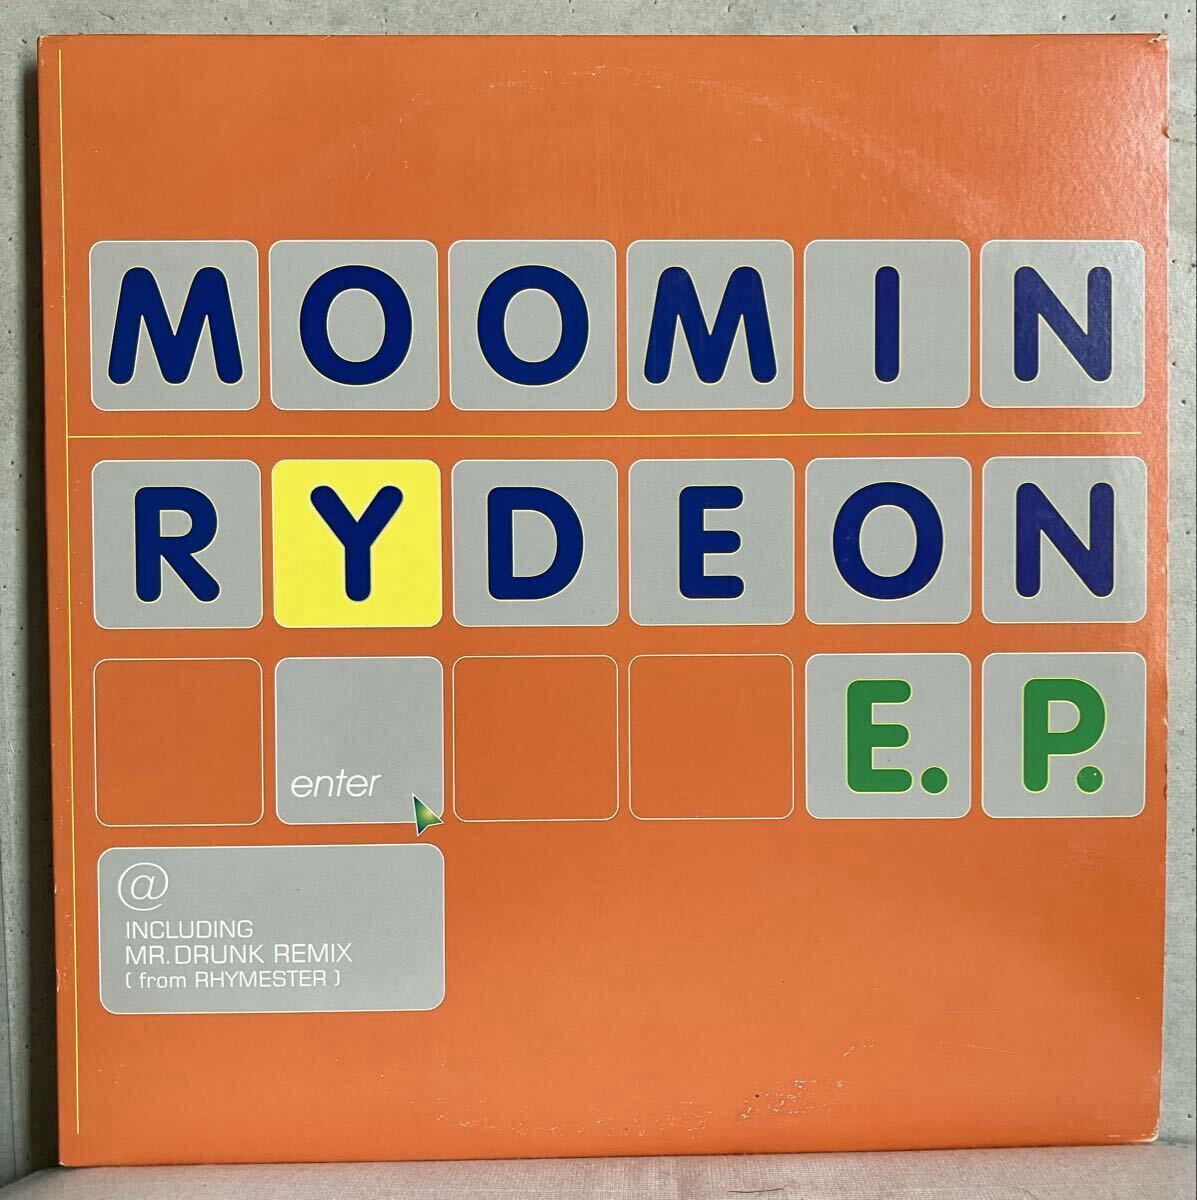 MOOMIN
RYDEON
enter
E.P.
@
INCLUDING
MR.DRUNK REMIX
( from RHYMESTER )